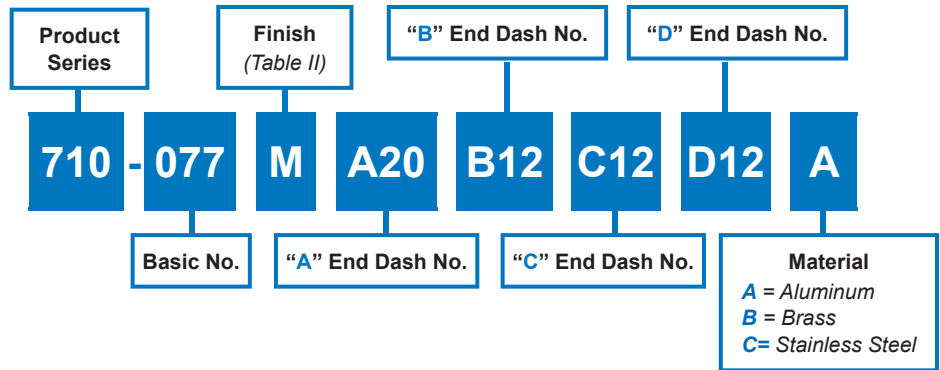 Product
Series
Finish
(Table II)
“B” End Dash No.
“D” End Dash No.
710 - 077 M A20 B12 C12 D12 A
Basic No.
“A” End Dash No.
“C” End Dash No.
Material
A = Aluminum
B = Brass
C= Stainless Steel